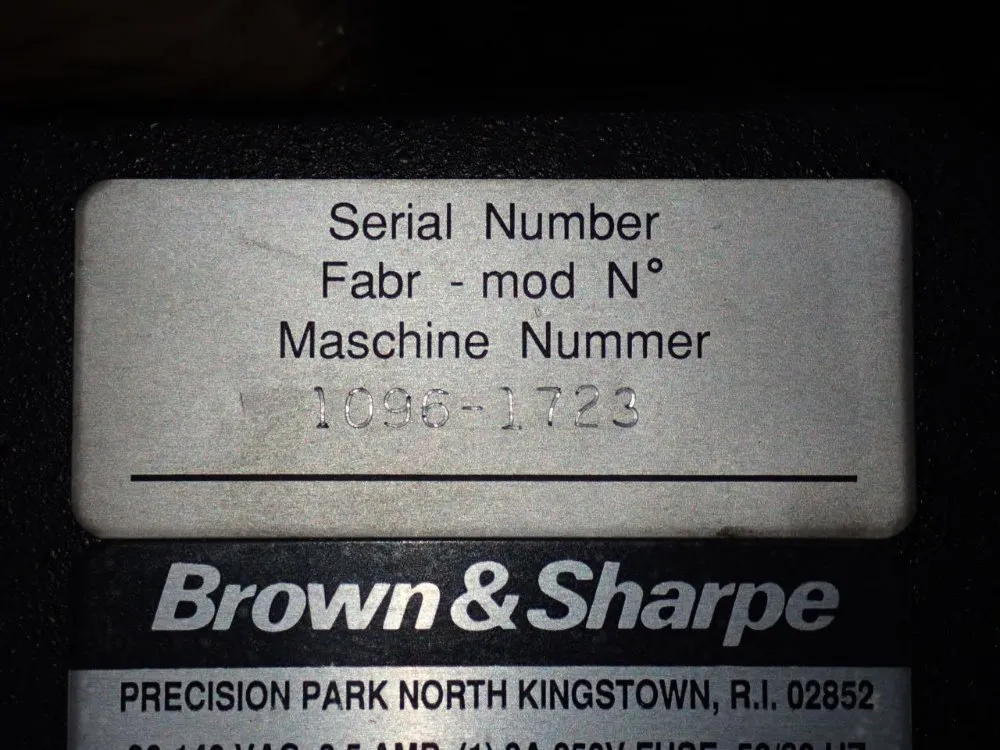 Serial Number
Fabr - mod N°
Maschine Nummer
1096-1723
Brown & Sharpe
PRECISION PARK NORTH KINGSTOWN, R.I. 02852